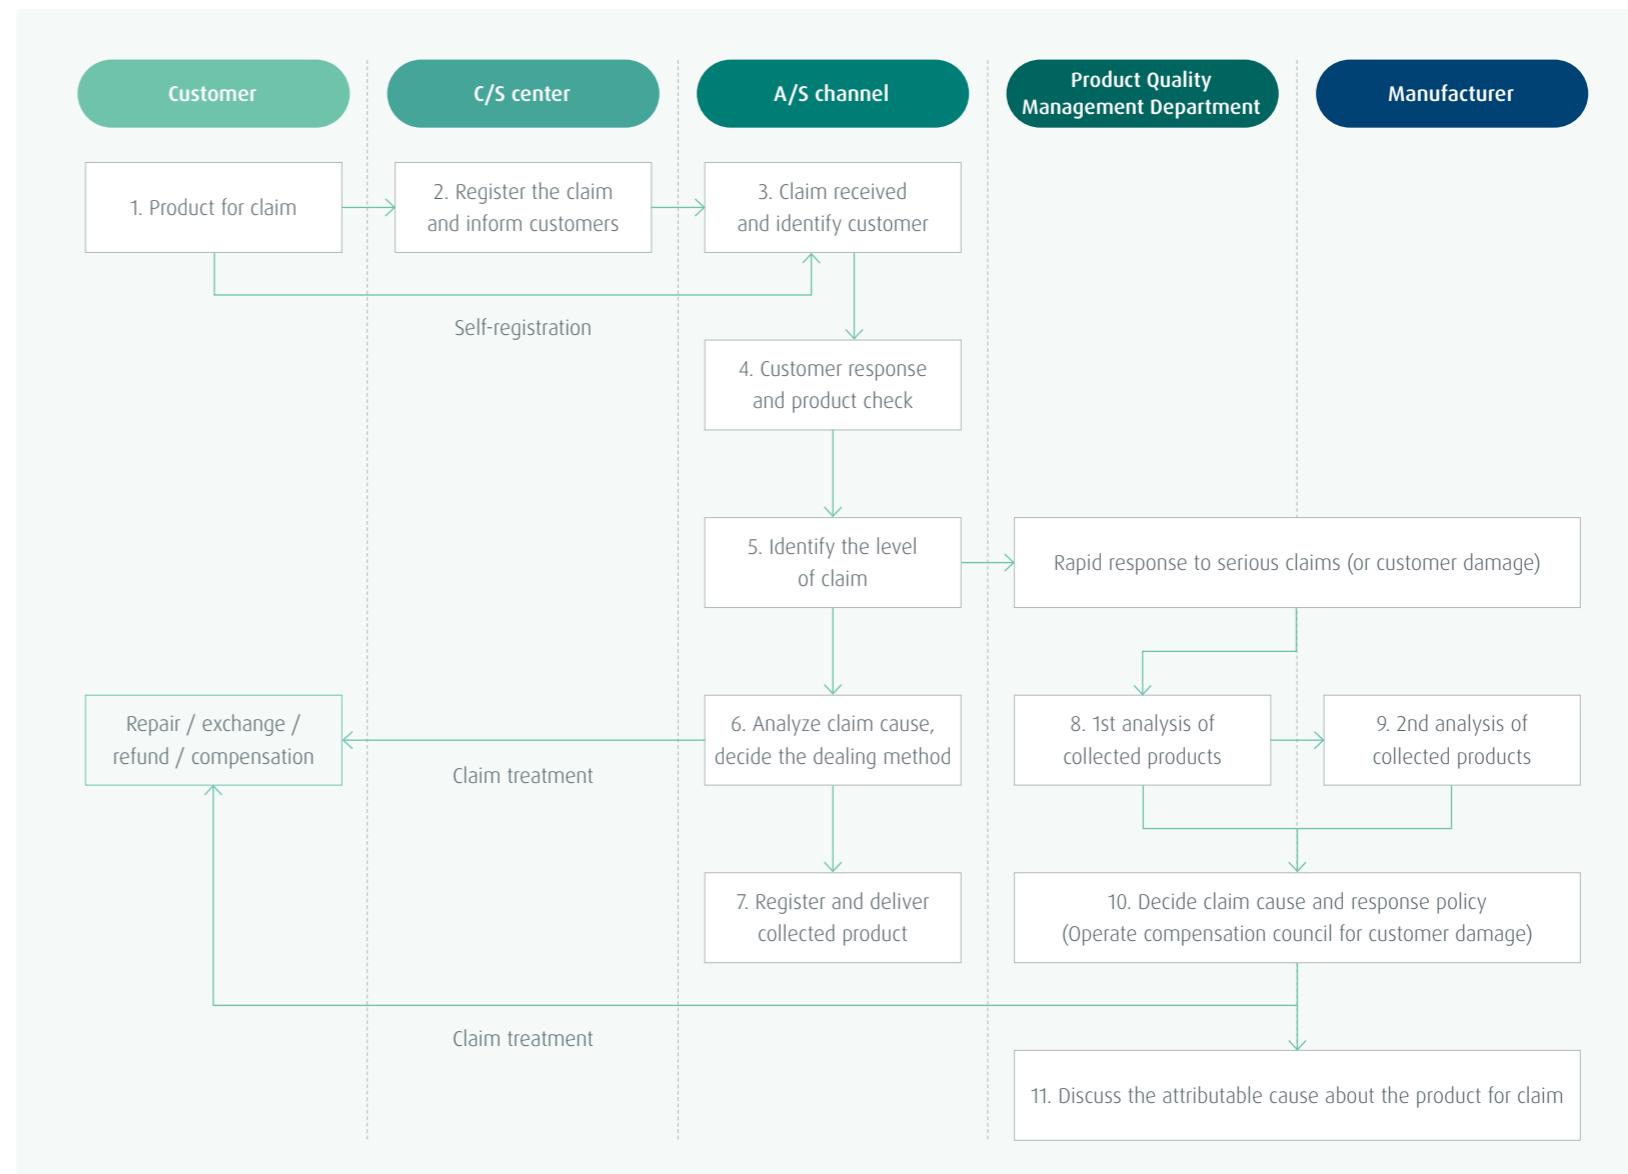 Customer
C/S center
A/S channel
Product Quality
Management Department
Manufacturer
1. Product for claim
2. Register the claim
and inform customers
3. Claim received
and identify customer
Self-registration
4. Customer response
and product check
5. Identify the level
of claim
Rapid response to serious claims (or customer damage)
Repair / exchange /
refund / compensation
Claim treatment
6. Analyze claim cause,
decide the dealing method
8. 1st analysis of
collected products
9. 2nd analysis of
collected products
7. Register and deliver
collected product
10. Decide claim cause and response policy
(Operate compensation council for customer damage)
Claim treatment
11. Discuss the attributable cause about the product for claim